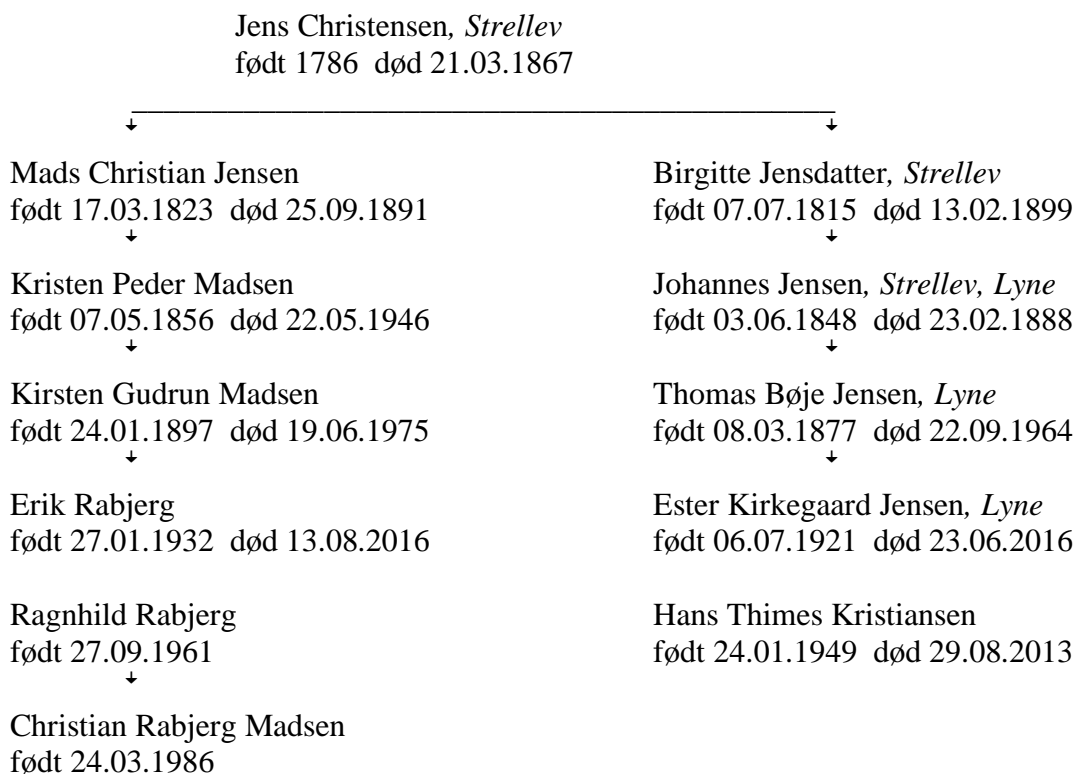 Jens Christensen, Strellev
født 1786 død 21.03.1867
Mads Christian Jensen
født 17.03.1823 død 25.09.1891
Birgitte Jensdatter, Strellev
født 07.07.1815 død 13.02.1899
Kristen Peder Madsen
født 07.05.1856 død 22.05.1946
Johannes Jensen, Strellev, Lyne
født 03.06.1848 død 23.02.1888
Kirsten Gudrun Madsen
født 24.01.1897 død 19.06.1975
Thomas Bøje Jensen, Lyne
født 08.03.1877 død 22.09.1964
Erik Rabjerg
født 27.01.1932 død 13.08.2016
Ester Kirkegaard Jensen, Lyne
født 06.07.1921 død 23.06.2016
Ragnhild Rabjerg
født 27.09.1961
Hans Thimes Kristiansen
født 24.01.1949 død 29.08.2013
Christian Rabjerg Madsen
født 24.03.1986